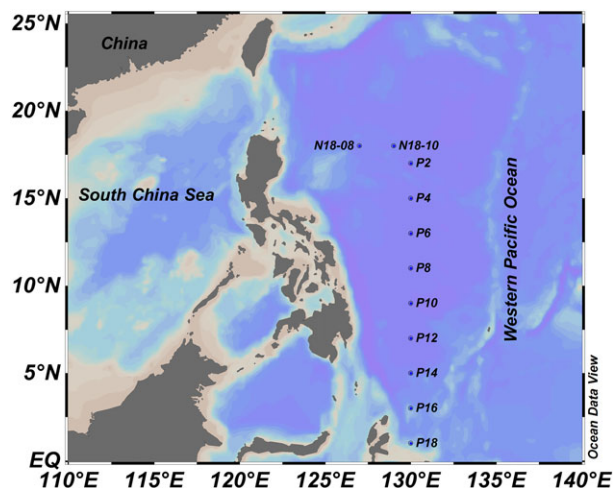 25°N
China
20°N
N18-08
N18-10
P2
South China Sea
15°N
P4
P6
P8
10°N
P10
Western Pacific Ocean
P12
5°N
P14
P16
P18
EQ
Ocean Data View
110°E
115°E
120°E
125°E
130°E
135°E
140°E